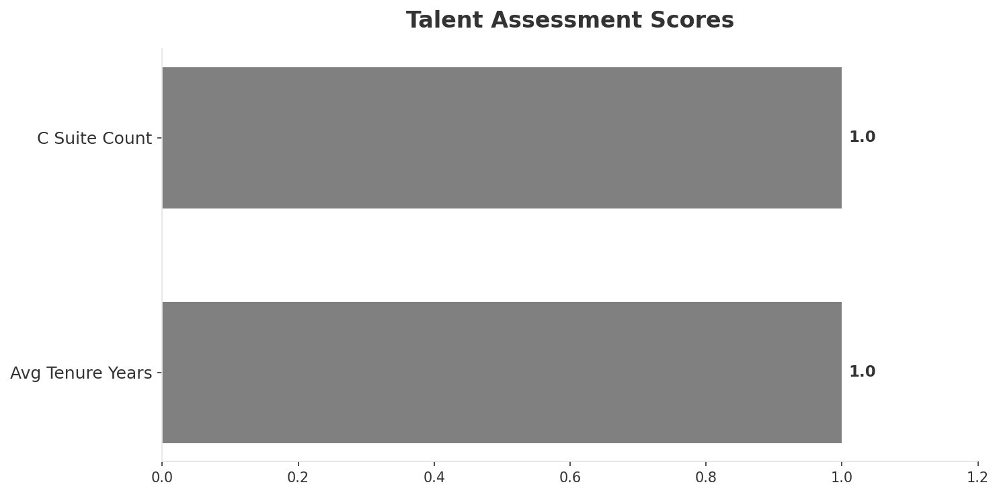 Talent Assessment Scores
C Suite Count
1.0
Avg Tenure Years
1.0
0.0 0.2 0.4 0.6 0.8 1.0 1.2